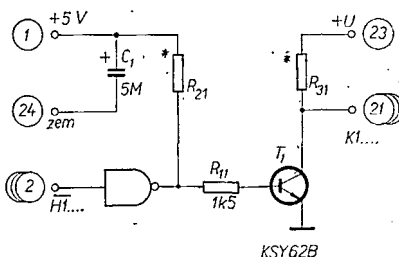 1 +5 V +U 23
* *
+ C1
5M R21 R31
24 zem 21 K1....
R11 T1
2 H1.... 1k5
KSY62B